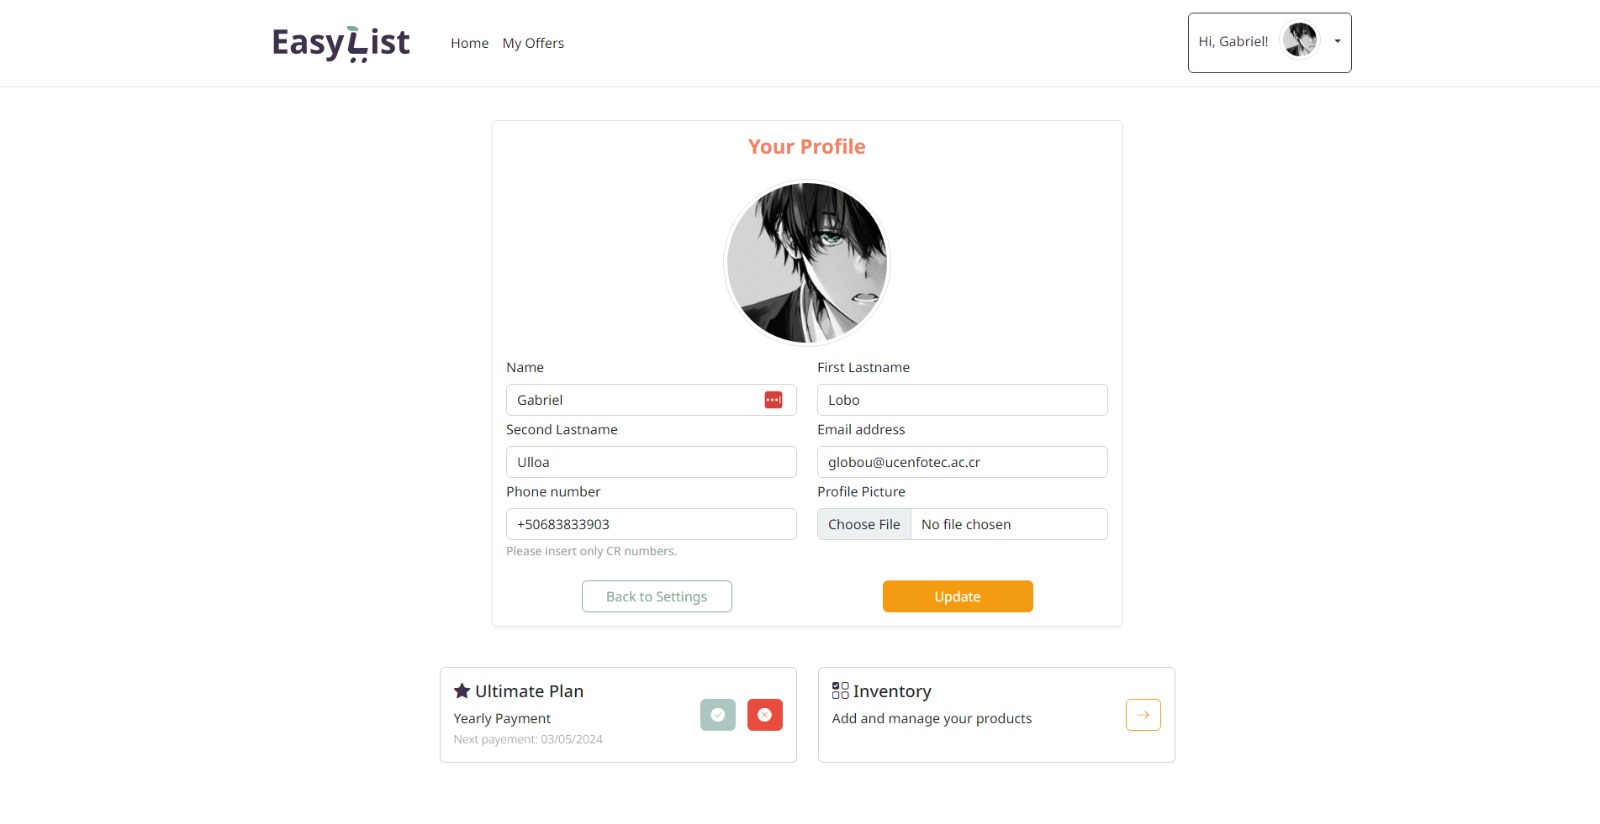 EasyList
Home
My Offers
Hi, Gabriel!
Your Profile
Name
First Lastname
Gabriel
Lobo
Second Lastname
Email address
Ulloa
globou@ucenfotec.ac.cr
Phone number
Profile Picture
+50683833903
Choose File
No file chosen
Please insert only CR numbers.
Back to Settings
Update
Ultimate Plan
Yearly Payment
Next payement: 03/05/2024
Inventory
Add and manage your products